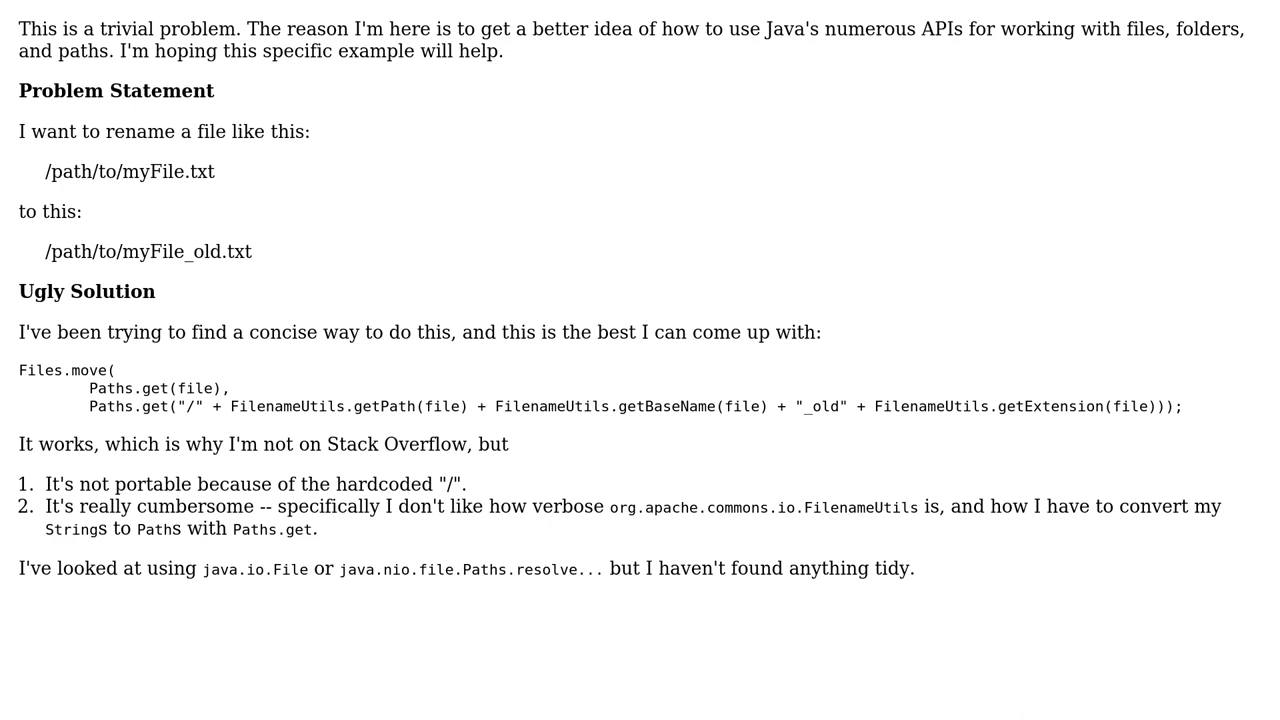 This is a trivial problem. The reason I'm here is to get a better idea of how to use Java's numerous APIs for working with files, folders,
and paths. I'm hoping this specific example will help.
Problem Statement
I want to rename a file like this:
/path/to/myFile.txt
to this:
/path/to/myFile_old.txt
Ugly Solution
I've been trying to find a concise way to do this, and this is the best I can come up with:
Files.move(
        Paths.get(file),
        Paths.get("/" + FilenameUtils.getPath(file) + FilenameUtils.getBaseName(file) + "_old" + FilenameUtils.getExtension(file)));
It works, which is why I'm not on Stack Overflow, but
1. It's not portable because of the hardcoded "/".
2. It's really cumbersome -- specifically I don't like how verbose org.apache.commons.io.FilenameUtils is, and how I have to convert my
Strings to Paths with Paths.get.
I've looked at using java.io.File or java.nio.file.Paths.resolve... but I haven't found anything tidy.